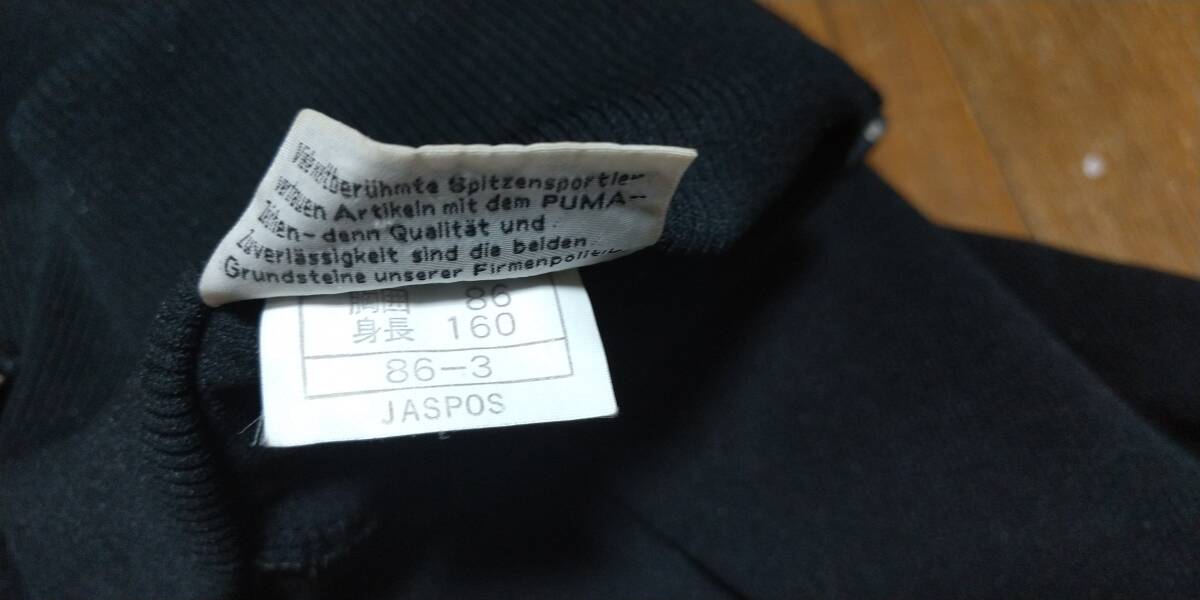 Weltberühmte Spitzensportler
vertrauen Artikeln mit dem PUMA-
Zeichen-denn Qualität und
Zuverlässigkeit sind die beiden
Grundsteine unserer Firmenpolitik
胸囲 86
身長 160
86-3
JASPOS